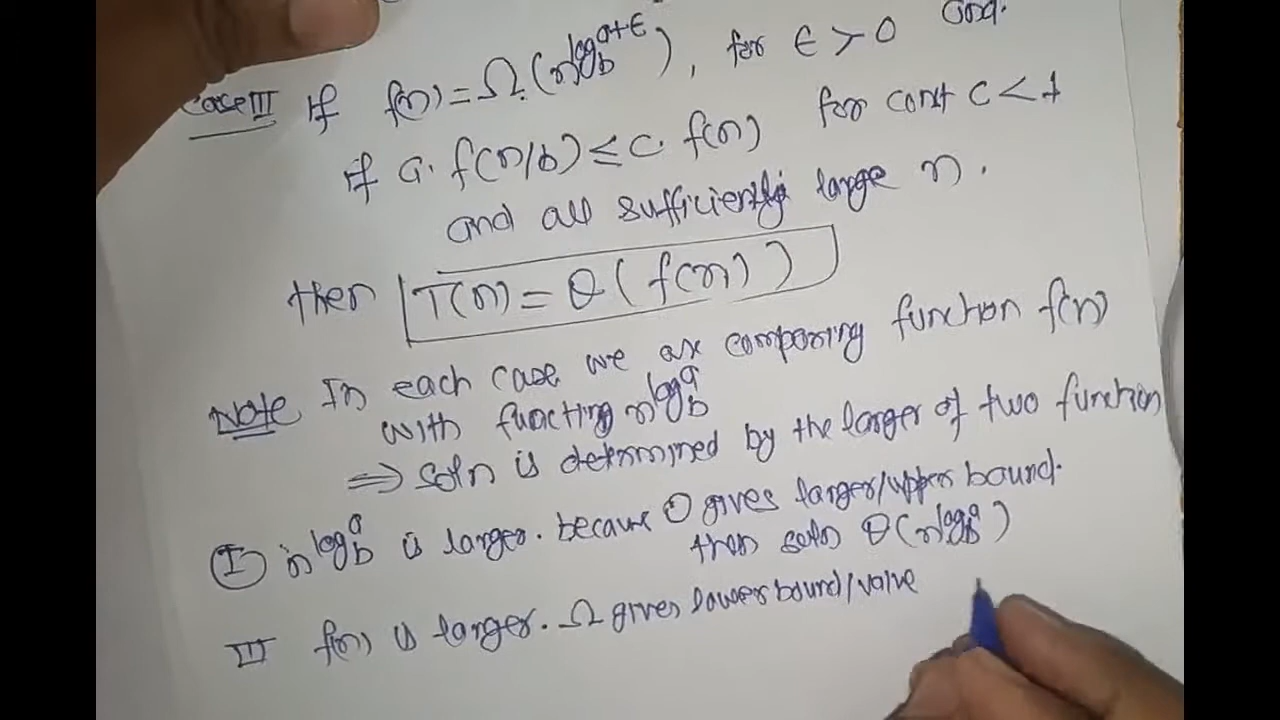 Case III If f(n) = Ω(n^log_b^a+ϵ), for ϵ > 0 and
if a. f(n/b) ≤ c. f(n) for const c < 1
and all sufficiently large n.
then T(n) = θ(f(n))
Note In each case we are comparing function f(n)
with functing n^log_b^a
⇒ soln is determined by the larger of two function
I n^log_b^a is larger. because O gives larger/upper bound.
then soln θ(n^log_b^a)
III f(n) is larger. Ω gives lower bound/value